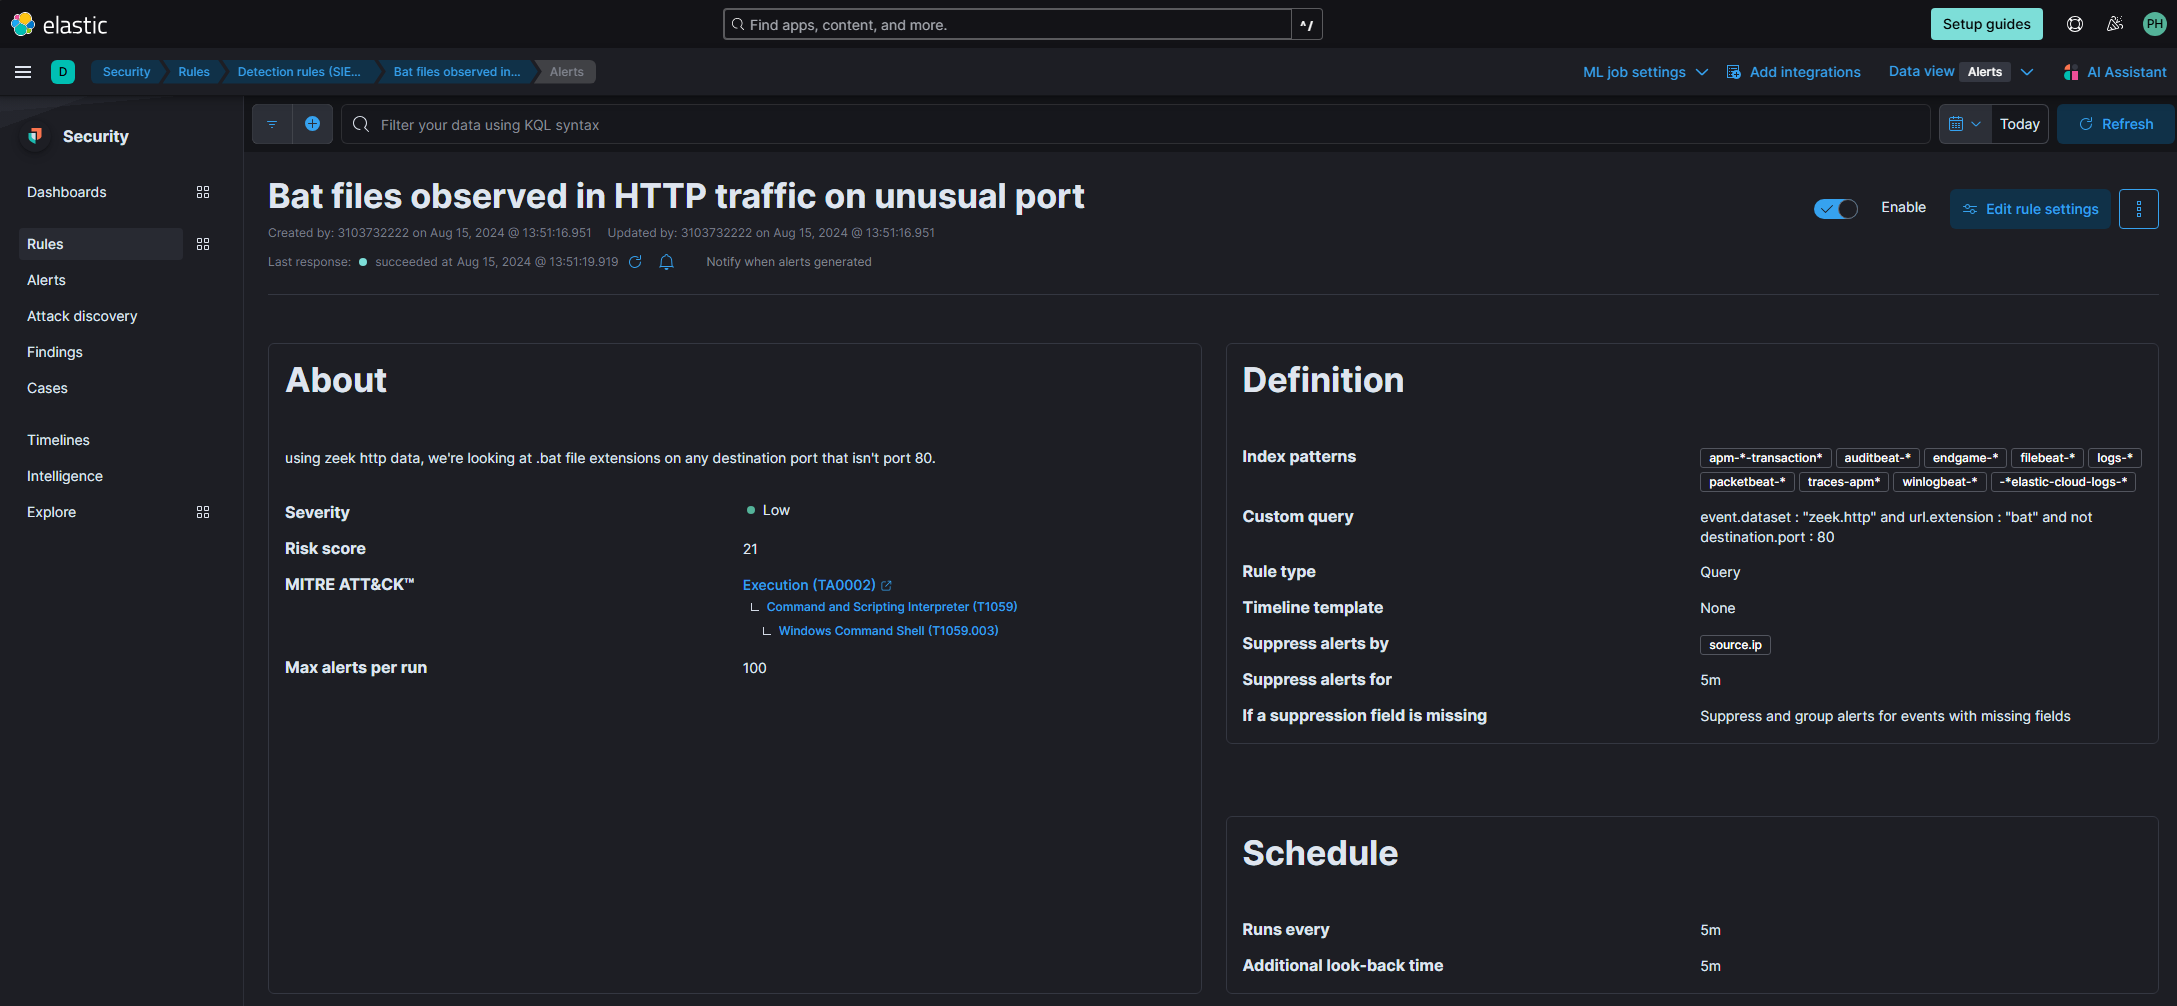 elastic
Find apps, content, and more.
^/
Setup guides
PH
D
Security
Rules
Detection rules (SIE...
Bat files observed in...
Alerts
ML job settings
Add integrations
Data view
Alerts
AI Assistant
Security
Dashboards
Rules
Alerts
Attack discovery
Findings
Cases
Timelines
Intelligence
Explore
Filter your data using KQL syntax
Today
Refresh
Bat files observed in HTTP traffic on unusual port
Created by: 3103732222 on Aug 15, 2024 @ 13:51:16.951 Updated by: 3103732222 on Aug 15, 2024 @ 13:51:16.951
Last response: succeeded at Aug 15, 2024 @ 13:51:19.919 Notify when alerts generated
Enable
Edit rule settings
About
using zeek http data, we're looking at .bat file extensions on any destination port that isn't port 80.
Severity Low
Risk score 21
MITRE ATT&CK™ Execution (TA0002)
Command and Scripting Interpreter (T1059)
Windows Command Shell (T1059.003)
Max alerts per run 100
Definition
Index patterns apm-*-transaction* auditbeat-* endgame-* filebeat-* logs-*
packetbeat-* traces-apm* winlogbeat-* -*elastic-cloud-logs-*
Custom query event.dataset : "zeek.http" and url.extension : "bat" and not
destination.port : 80
Rule type Query
Timeline template None
Suppress alerts by source.ip
Suppress alerts for 5m
If a suppression field is missing Suppress and group alerts for events with missing fields
Schedule
Runs every 5m
Additional look-back time 5m